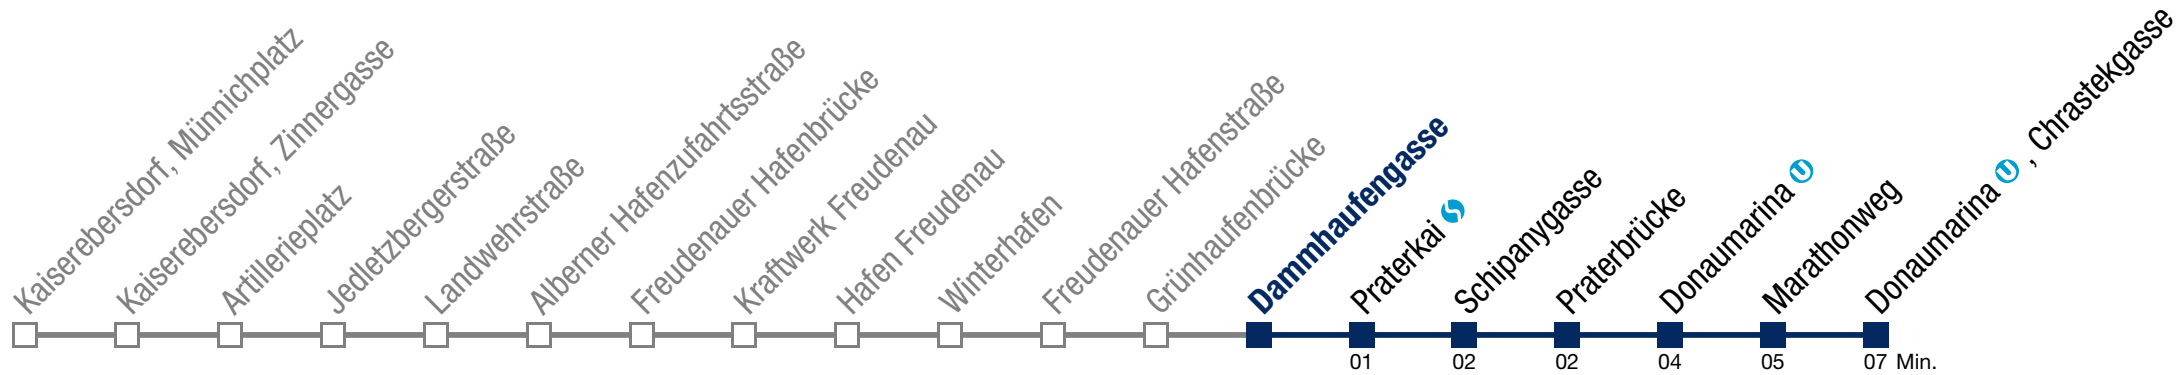 Kaiserebersdorf, Münnichplatz
Kaiserebersdorf, Zinnergasse
Artillerieplatz
Jedletzbergerstraße
Landwehrstraße
Alberner Hafenzufahrtsstraße
Freudenauer Hafenbrücke
Kraftwerk Freudenau
Hafen Freudenau
Winterhafen
Freudenauer Hafenstraße
Grünhaufenbrücke
Dammhaufengasse
Praterkai S
Schipanygasse
Praterbrücke
Donaumarina U
Marathonweg
Donaumarina U , Chrastekgasse
01 02 02 04 05 07 Min.